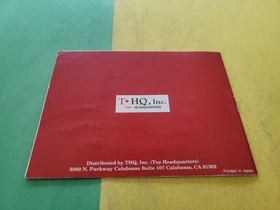 T•HQ, Inc.
TOY HEADQUARTERS
Distributed by THQ, Inc. (Toy Headquarters)
5000 N. Parkway Calabasas Suite 107 Calabasas, CA 91302
Printed in Japan